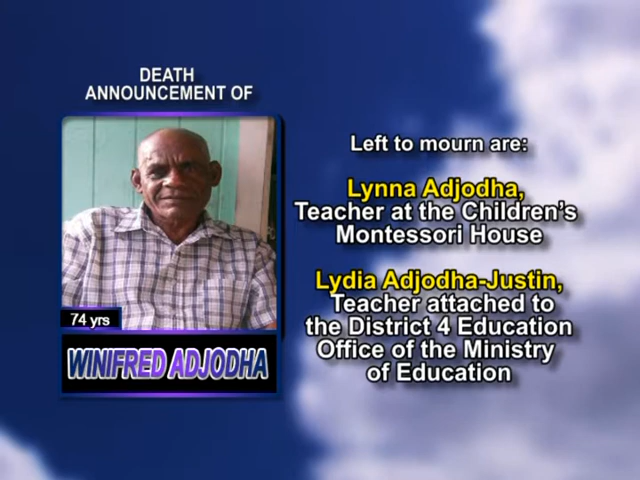 DEATH
ANNOUNCEMENT OF
74 yrs
WINIFRED ADJODHA
Left to mourn are:
Lynna Adjodha,
Teacher at the Children's
Montessori House
Lydia Adjodha-Justin,
Teacher attached to
the District 4 Education
Office of the Ministry
of Education